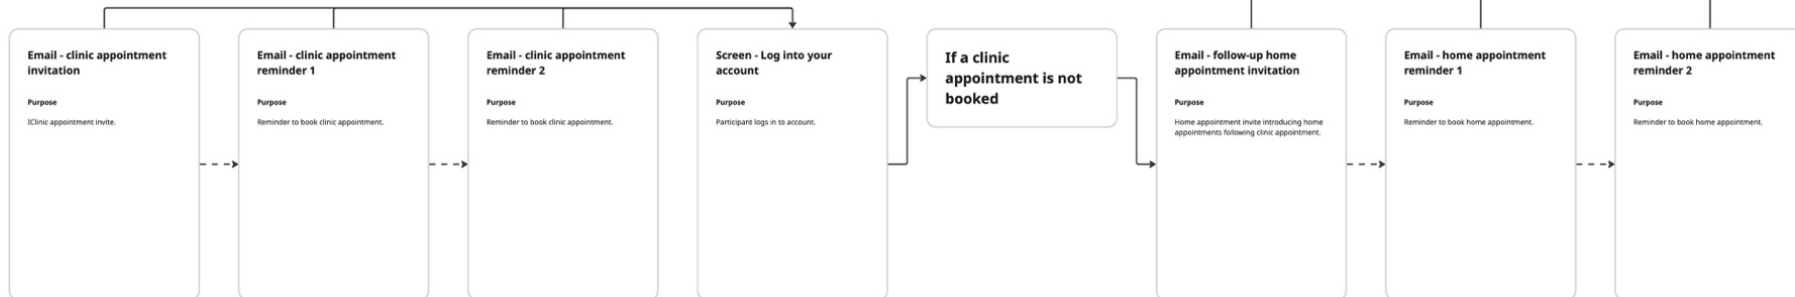 Email - clinic appointment
invitation
Purpose
IClinic appointment invite.
Email - clinic appointment
reminder 1
Purpose
Reminder to book clinic appointment.
Email - clinic appointment
reminder 2
Purpose
Reminder to book clinic appointment.
Screen - Log into your
account
Purpose
Participant logs in to account.
If a clinic
appointment is not
booked
Email - follow-up home
appointment invitation
Purpose
Home appointment invite introducing home
appointments following clinic appointment.
Email - home appointment
reminder 1
Purpose
Reminder to book home appointment.
Email - home appointment
reminder 2
Purpose
Reminder to book home appointment.